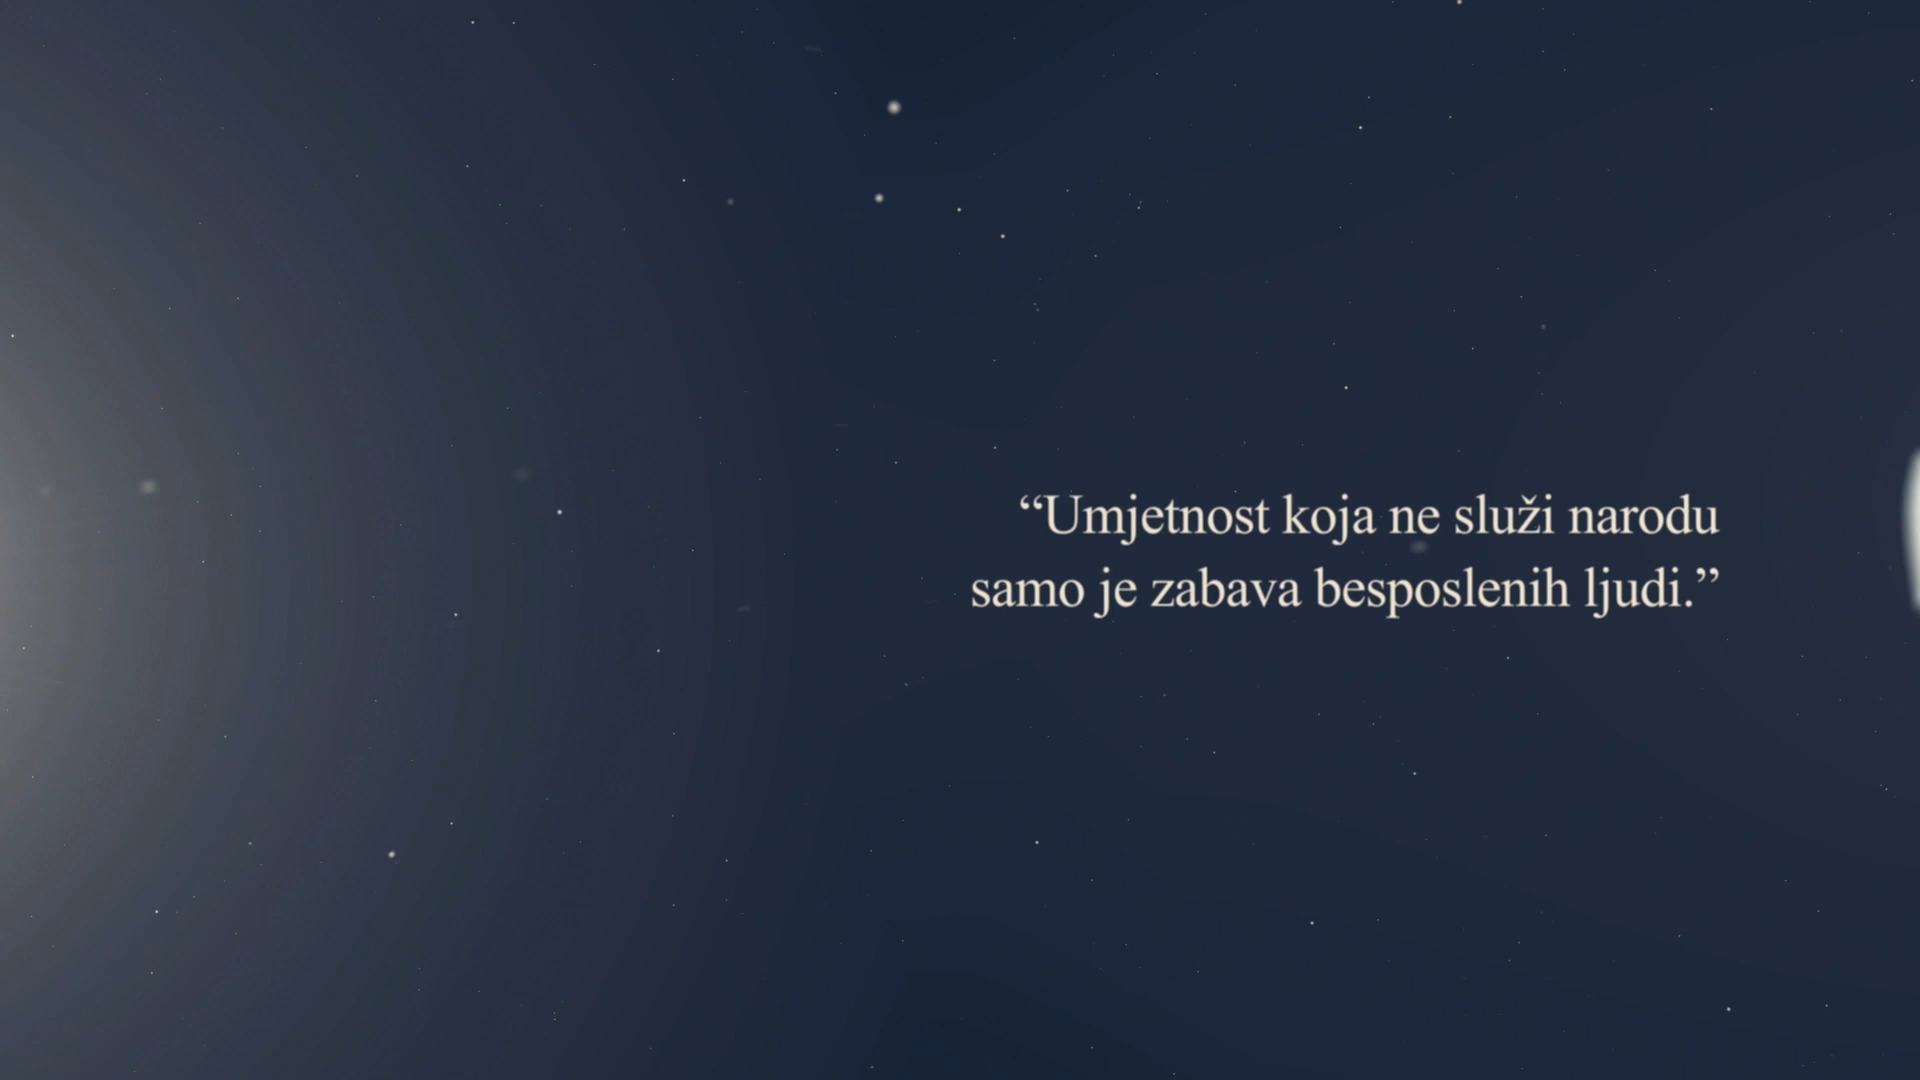 “Umjetnost koja ne služi narodu
samo je zabava besposlenih ljudi.”